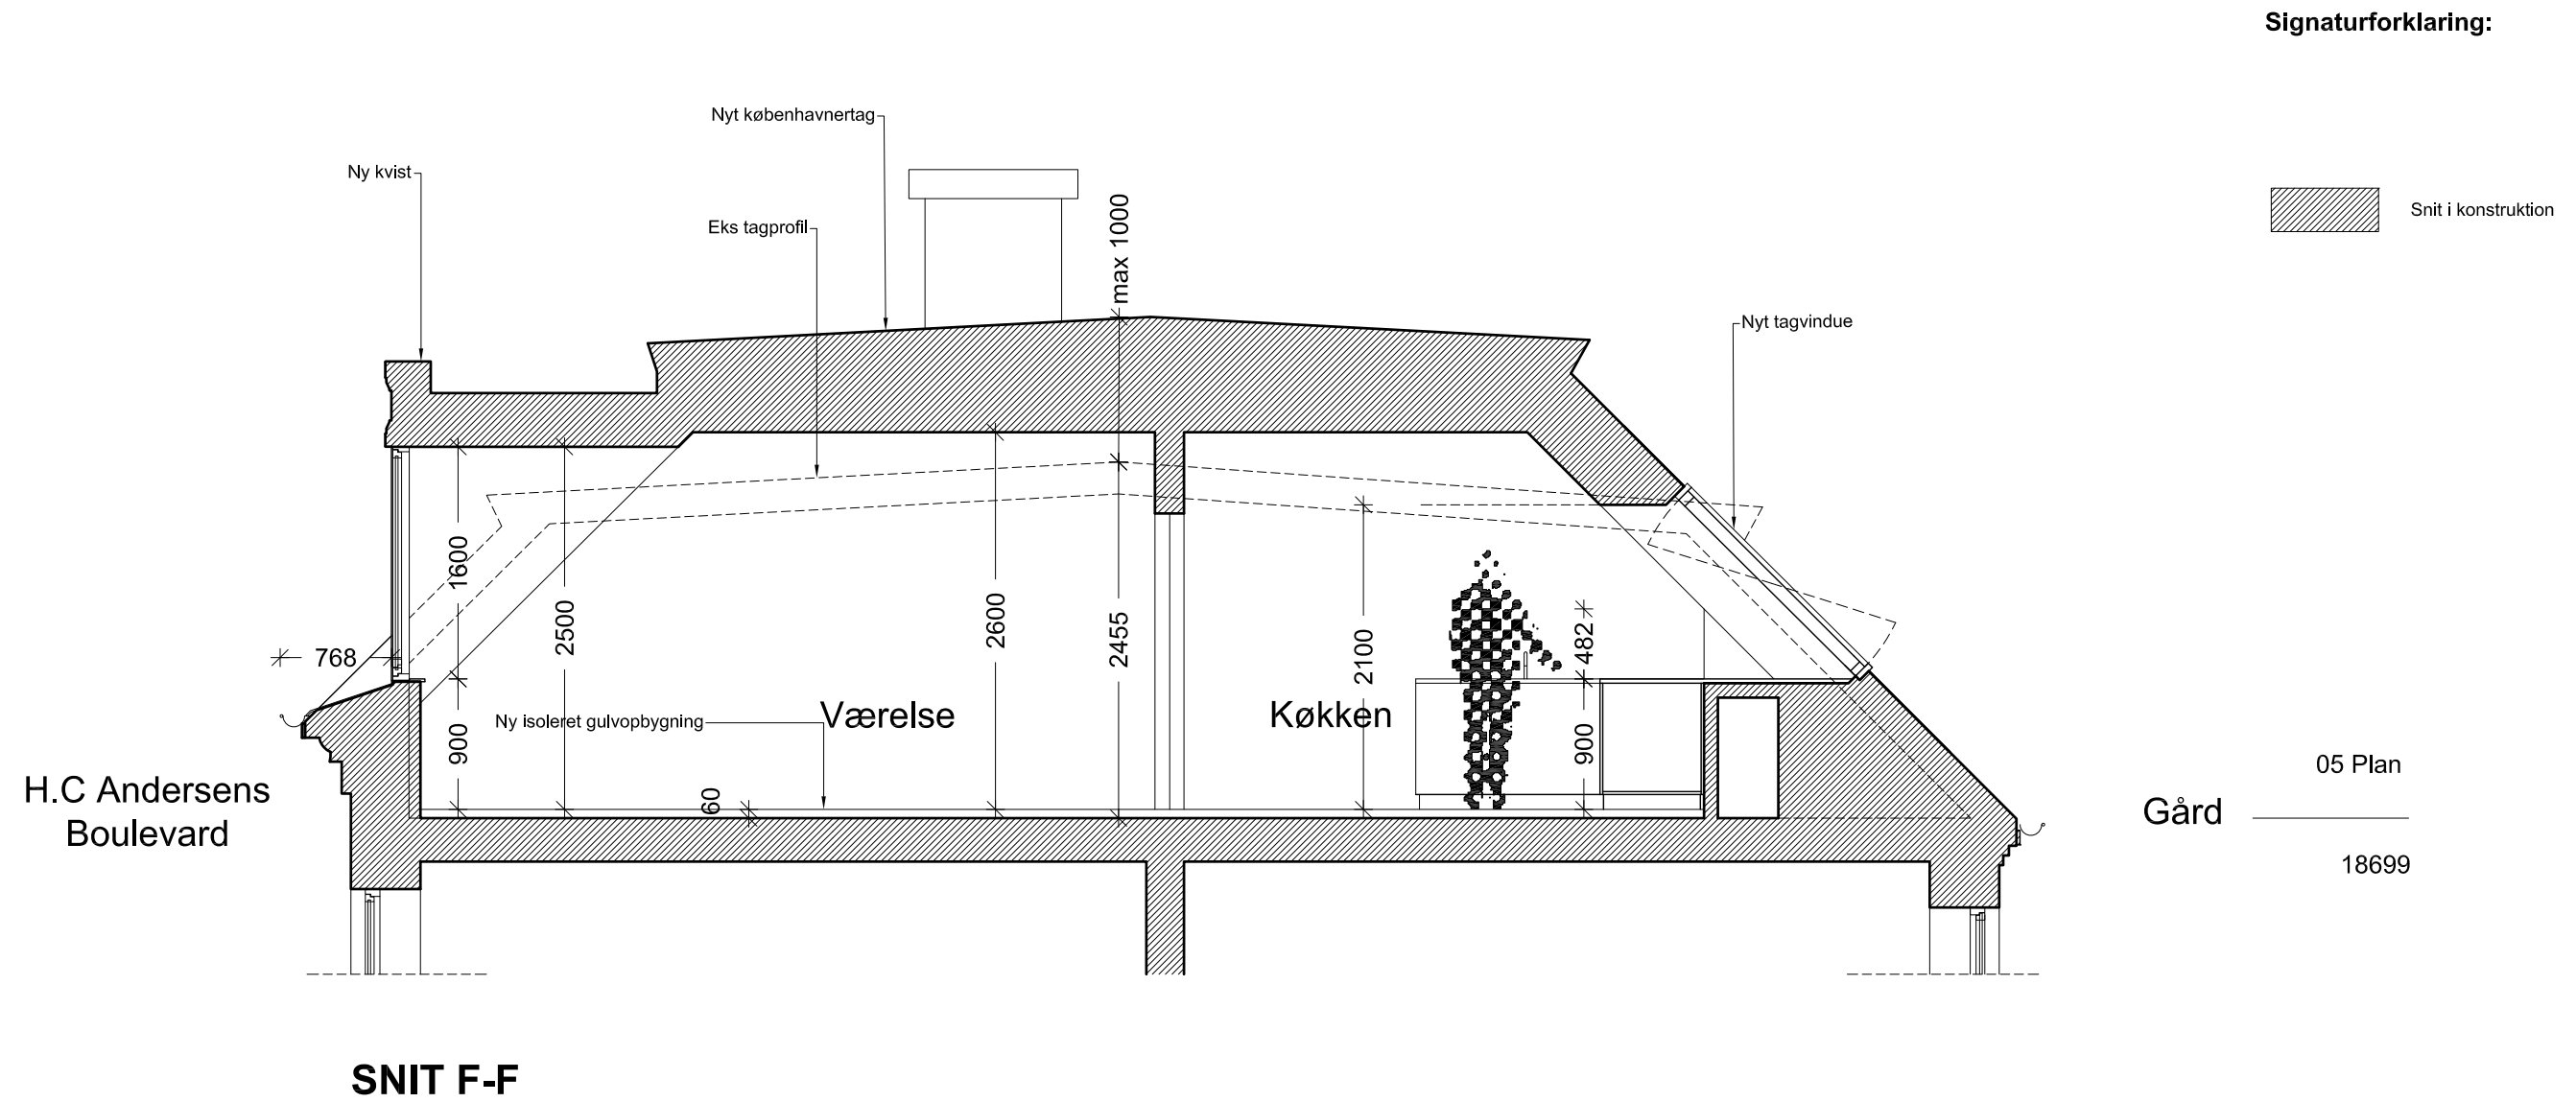 Signaturforklaring:
Nyt københavnertag
Ny kvist
Snit i konstruktion
Eks tagprofil
max 1000
Nyt tagvindue
1600
2500
2600
2455
2100
482
768
Værelse
Køkken
Ny isoleret gulvopbygning
900
900
60
H.C Andersens
Boulevard
05 Plan
Gård
18699
SNIT F-F